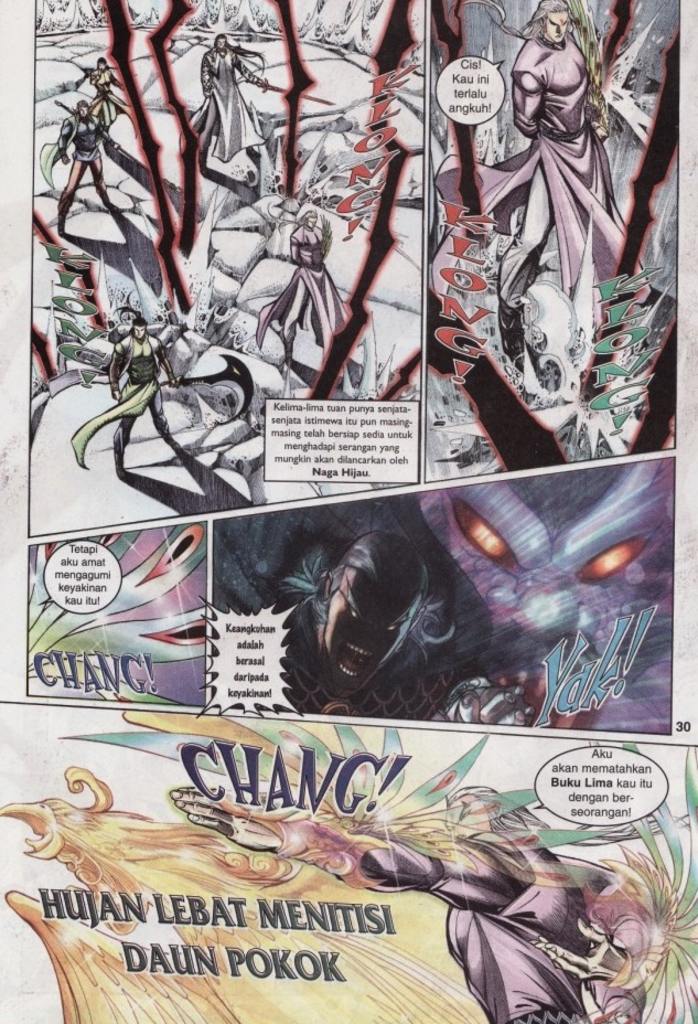 KLONG!
KLONG!
Kelima-lima tuan punya senjata-
senjata istimewa itu pun masing-
masing telah bersiap sedia untuk
menghadapi serangan yang
mungkin akan dilancarkan oleh
Naga Hijau.
Cis!
Kau ini
terlalu
angkuh!
KLONG!
KLONG!
Tetapi
aku amat
mengagumi
keyakinan
kau itu!
CHANG!
Keangkuhan
adalah
berasal
daripada
keyakinan!
Yak!!
30
CHANG!
Aku
akan mematahkan
Buku Lima kau itu
dengan ber-
seorangan!
HUJAN LEBAT MENITISI
DAUN POKOK